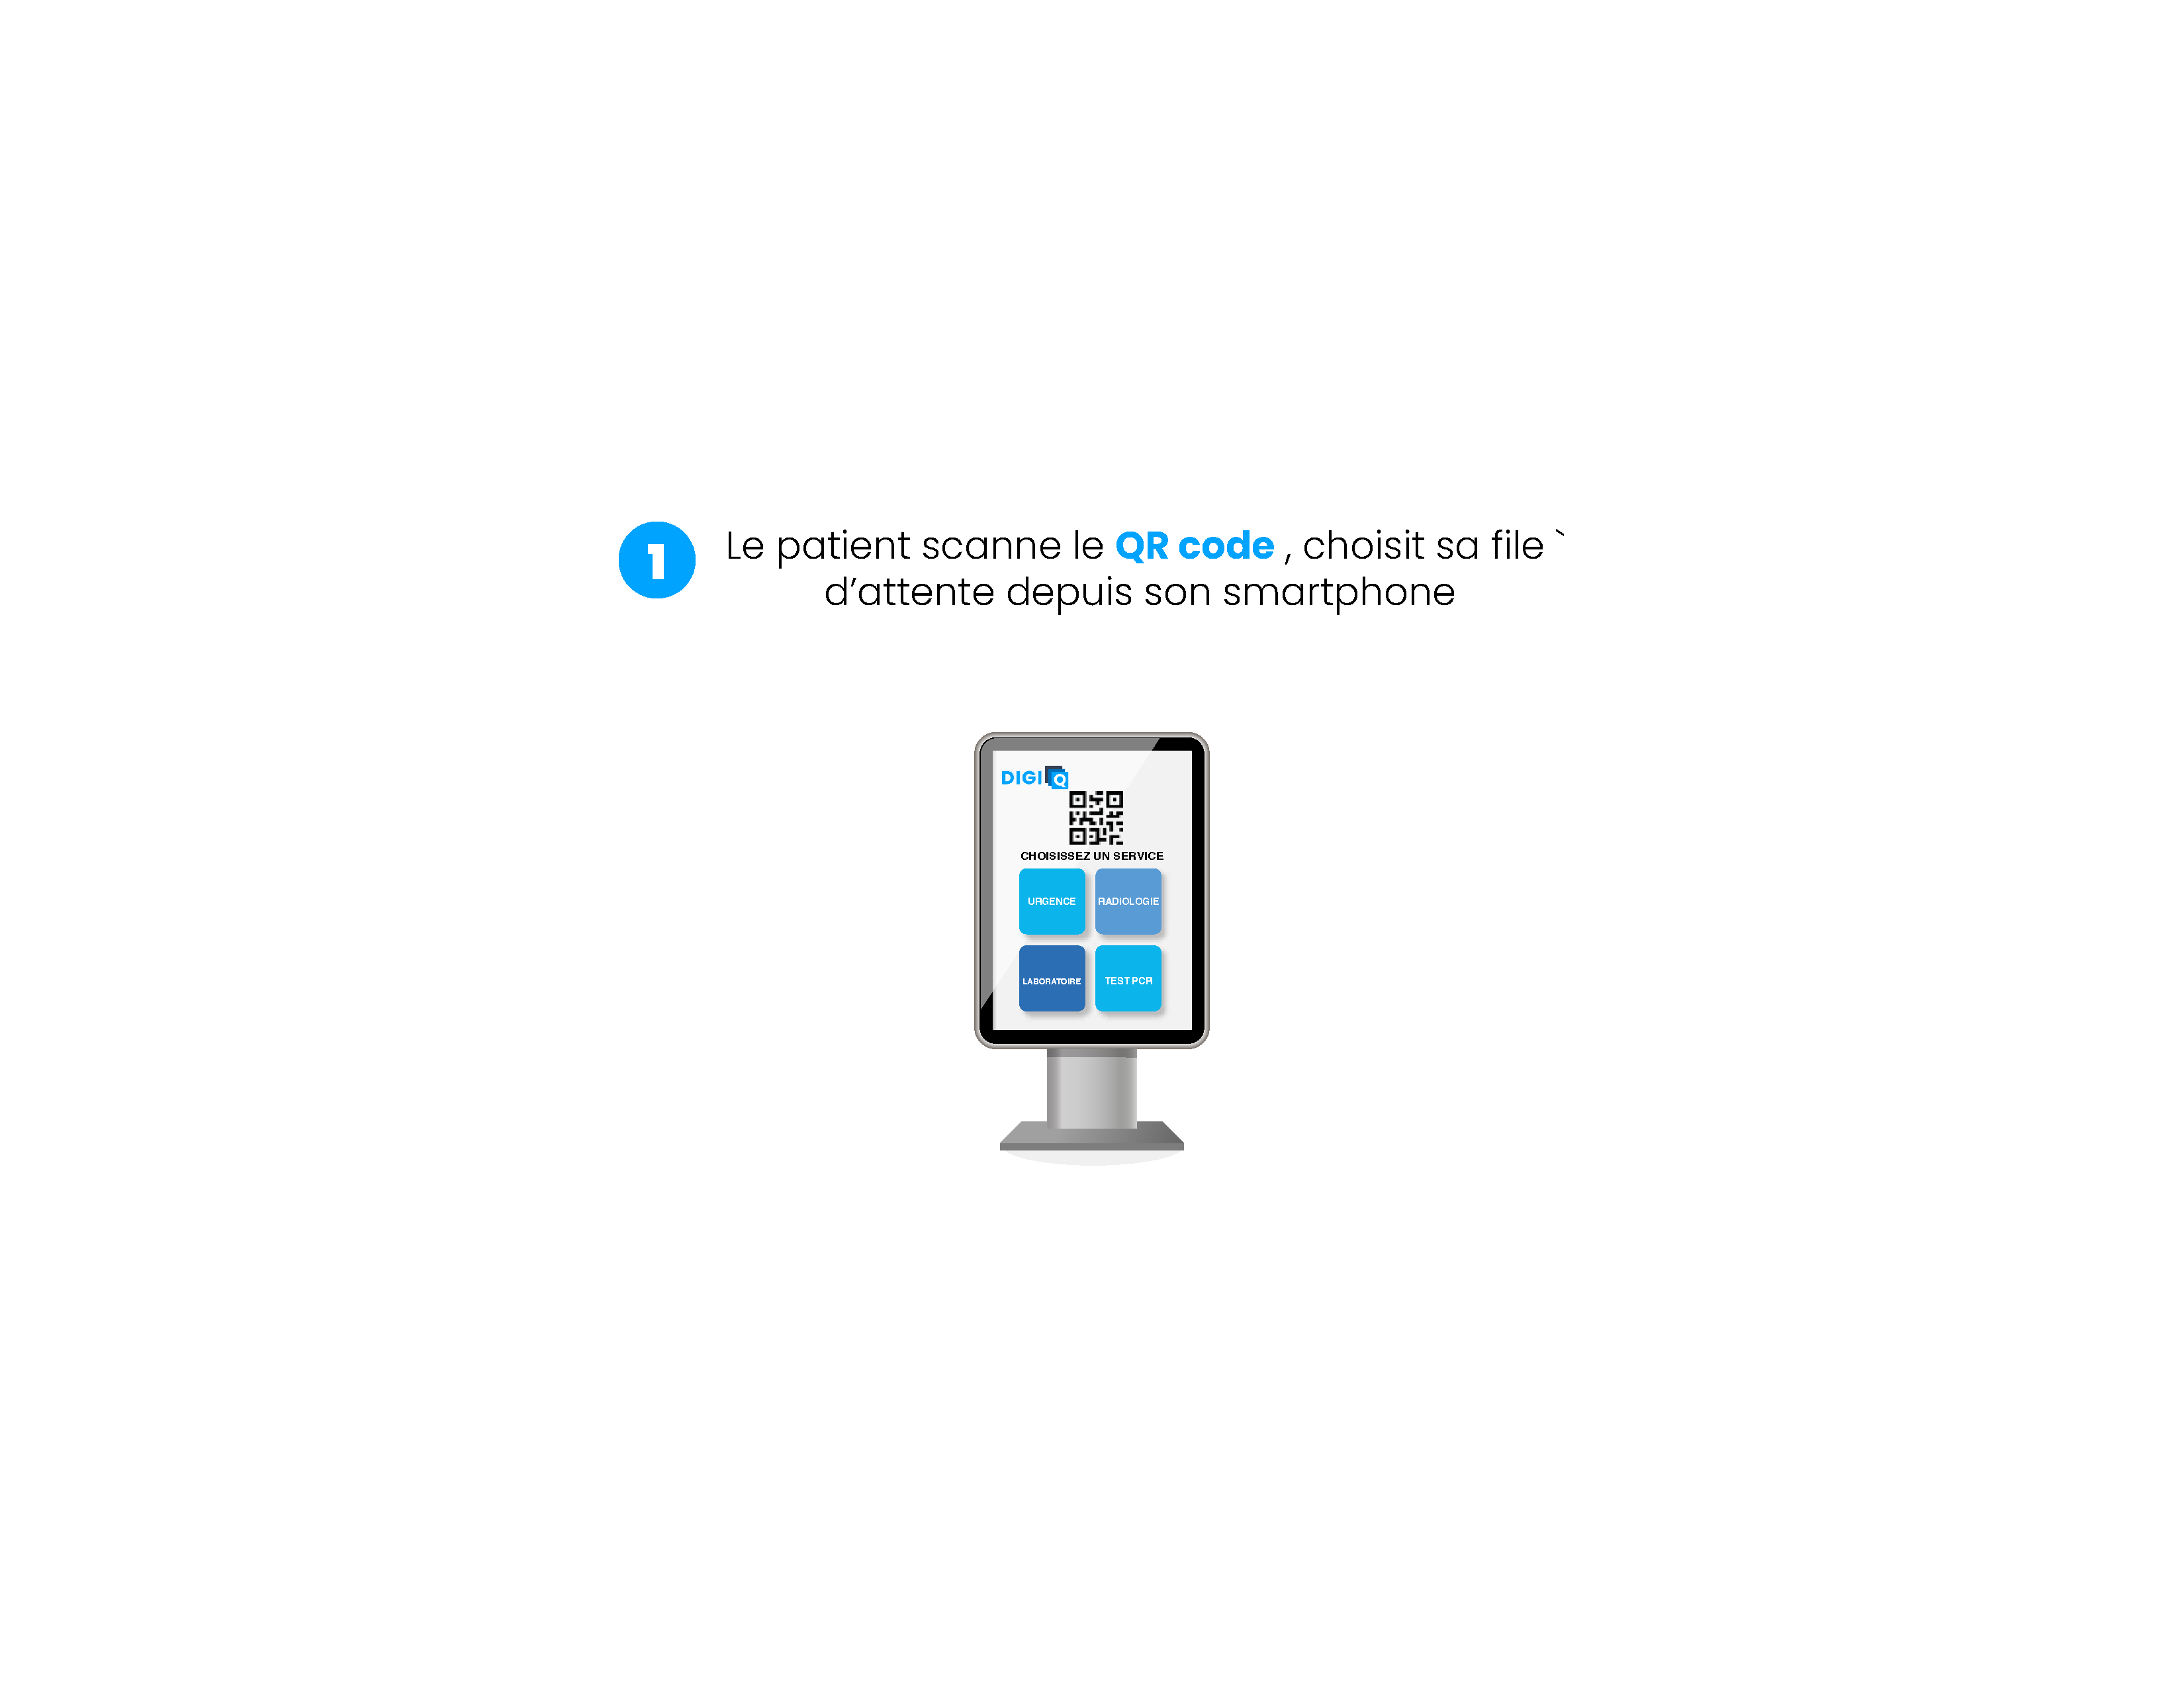 1
Le patient scanne le QR code , choisit sa file `
d’attente depuis son smartphone
DIGI Q
CHOISISSEZ UN SERVICE
URGENCE RADIOLOGIE
LABORATOIRE TEST PCR